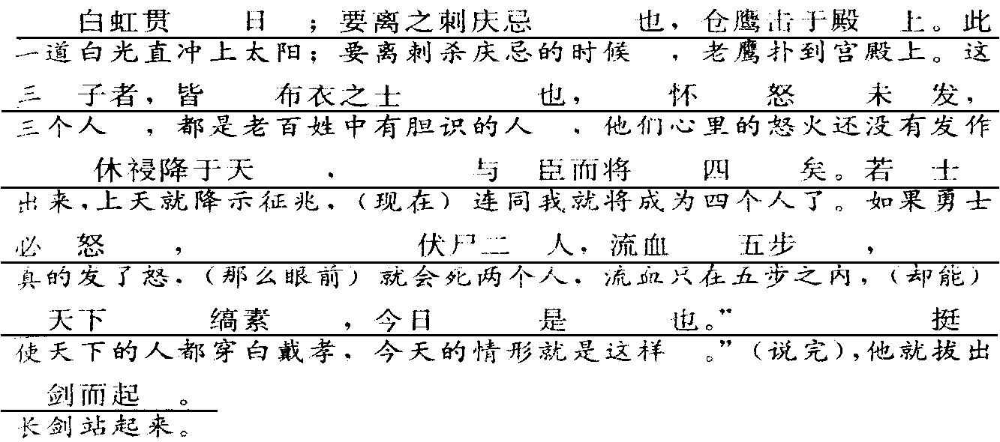 白虹贯 日 ；要离之刺庆忌 也，仓鹰击于殿 上。此
一道白光直冲上太阳；要离刺杀庆忌的时候 ，老鹰扑到宫殿上。这
三 子者，皆 布衣之士 也， 怀 怒 未 发，
三个人 ，都是老百姓中有胆识的人 ，他们心里的怒火还没有发作
休祲降于天 ， 与 臣而将 四 矣。若 士
出来，上天就降示征兆，（现在）连同我就将成为四个人了。如果勇士
必 怒 ， 伏尸二 人，流血 五步 ，
真的发了怒，（那么眼前）就会死两个人，流血只在五步之内，（却能）
天下 缟素 ，今日 是 也。” 挺
使天下的人都穿白戴孝，今天的情形就是这样 。”（说完），他就拔出
剑而起 。
长剑站起来。